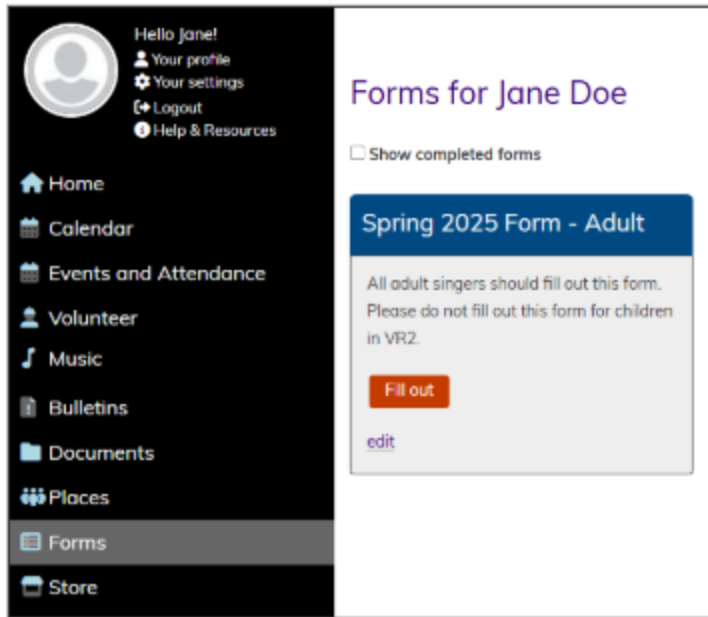 Hello Jane!
Your profile
Your settings
Logout
Help & Resources
Home
Calendar
Events and Attendance
Volunteer
Music
Bulletins
Documents
Places
Forms
Store
Forms for Jane Doe
Show completed forms
Spring 2025 Form - Adult
All adult singers should fill out this form.
Please do not fill out this form for children
in VR2.
Fill out
edit